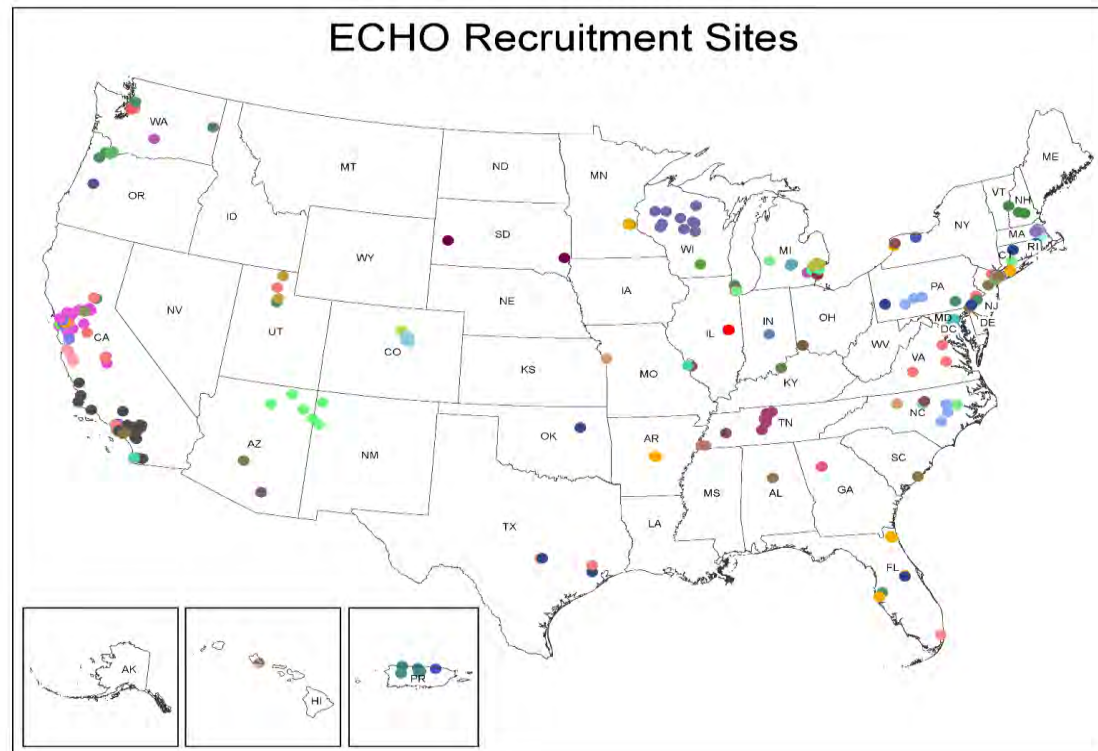 ECHO Recruitment Sites
WA
MT
ND
MN
ME
VT
NH
OR
ID
SD
WI
MI
NY
MA
RI
WY
CT
IA
PA
NE
NJ
NV
UT
CA
CO
IL
IN
OH
MD
DE
DC
WV
VA
KS
MO
KY
NC
TN
OK
AR
AZ
NM
SC
MS
AL
GA
TX
LA
FL
AK
HI
PR